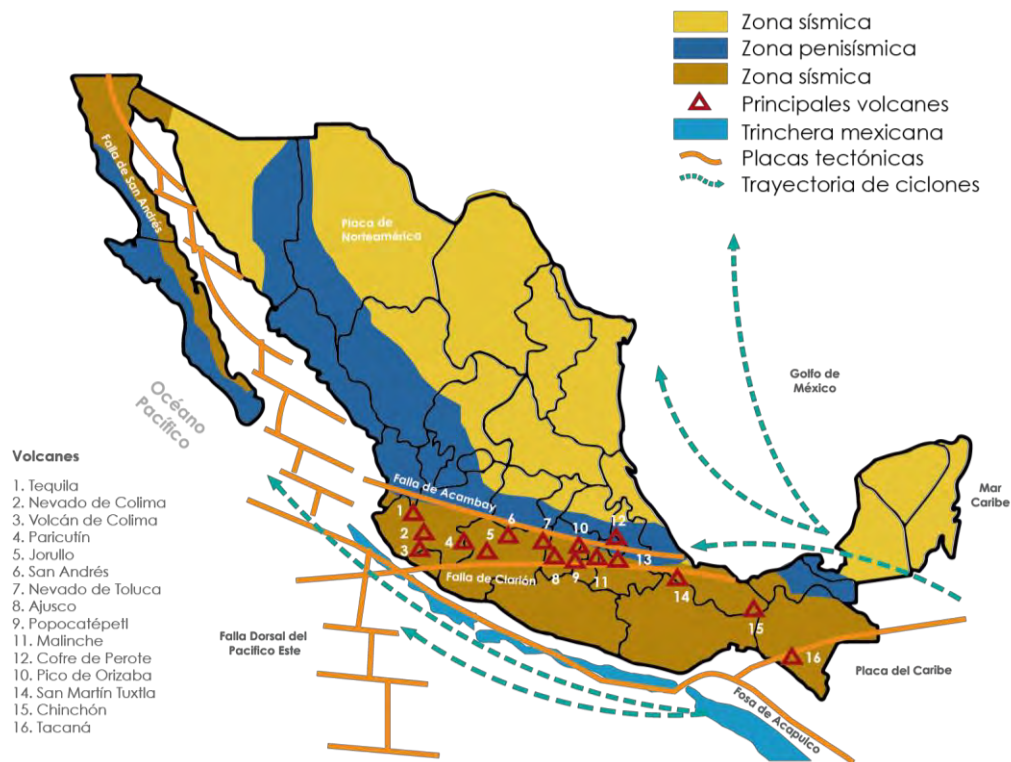 Zona sísmica
Zona penisísmica
Zona sísmica
Principales volcanes
Trinchera mexicana
Placas tectónicas
Trayectoria de ciclones
Falla de San Andrés
Placa de
Norteamérica
Golfo de
México
Océano
Pacífico
Mar
Caribe
Volcanes
1. Tequila
2. Nevado de Colima
3. Volcán de Colima
4. Paricutín
5. Jorullo
6. San Andrés
7. Nevado de Toluca
8. Ajusco
9. Popocatépetl
11. Malinche
12. Cofre de Perote
10. Pico de Orizaba
14. San Martín Tuxtla
15. Chinchón
16. Tacaná
Falla de Acambay
1
2
3
4
5
6
7
8
9
10
11
12
13
14
15
16
Falla de Clarión
Falla Dorsal del
Pacifico Este
Placa del Caribe
Fosa de Acapulco